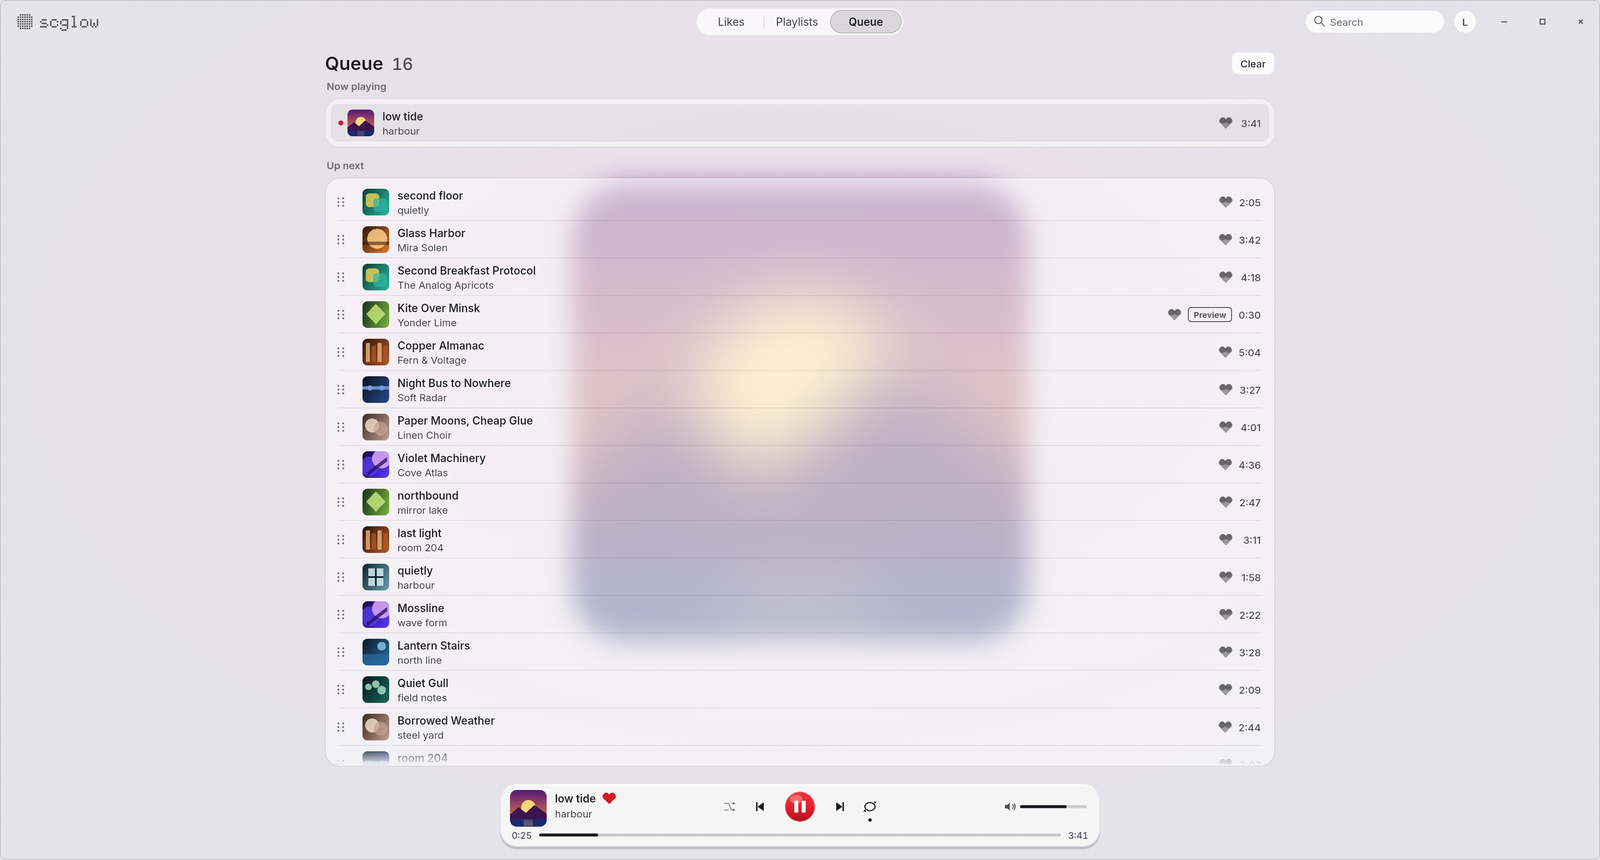 scglow
Likes
Playlists
Queue
Search
L
Queue 16
Clear
Now playing
low tide
harbour
3:41
Up next
second floor
quietly
2:05
Glass Harbor
Mira Solen
3:42
Second Breakfast Protocol
The Analog Apricots
4:18
Kite Over Minsk
Yonder Lime
Preview
0:30
Copper Almanac
Fern & Voltage
5:04
Night Bus to Nowhere
Soft Radar
3:27
Paper Moons, Cheap Glue
Linen Choir
4:01
Violet Machinery
Cove Atlas
4:36
northbound
mirror lake
2:47
last light
room 204
3:11
quietly
harbour
1:58
Mossline
wave form
2:22
Lantern Stairs
north line
3:28
Quiet Gull
field notes
2:09
Borrowed Weather
steel yard
2:44
room 204
low tide
harbour
0:25
3:41